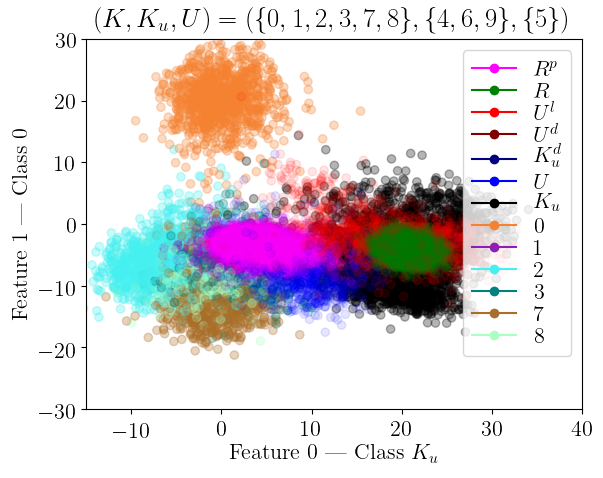 (K, K_u, U) = ({0, 1, 2, 3, 7, 8}, {4, 6, 9}, {5})
30
20
10
0
−10
−20
−30
Feature 1 — Class 0
R^p
R
U^l
U^d
K_u^d
U
K_u
0
1
2
3
7
8
−10 0 10 20 30 40
Feature 0 — Class K_u